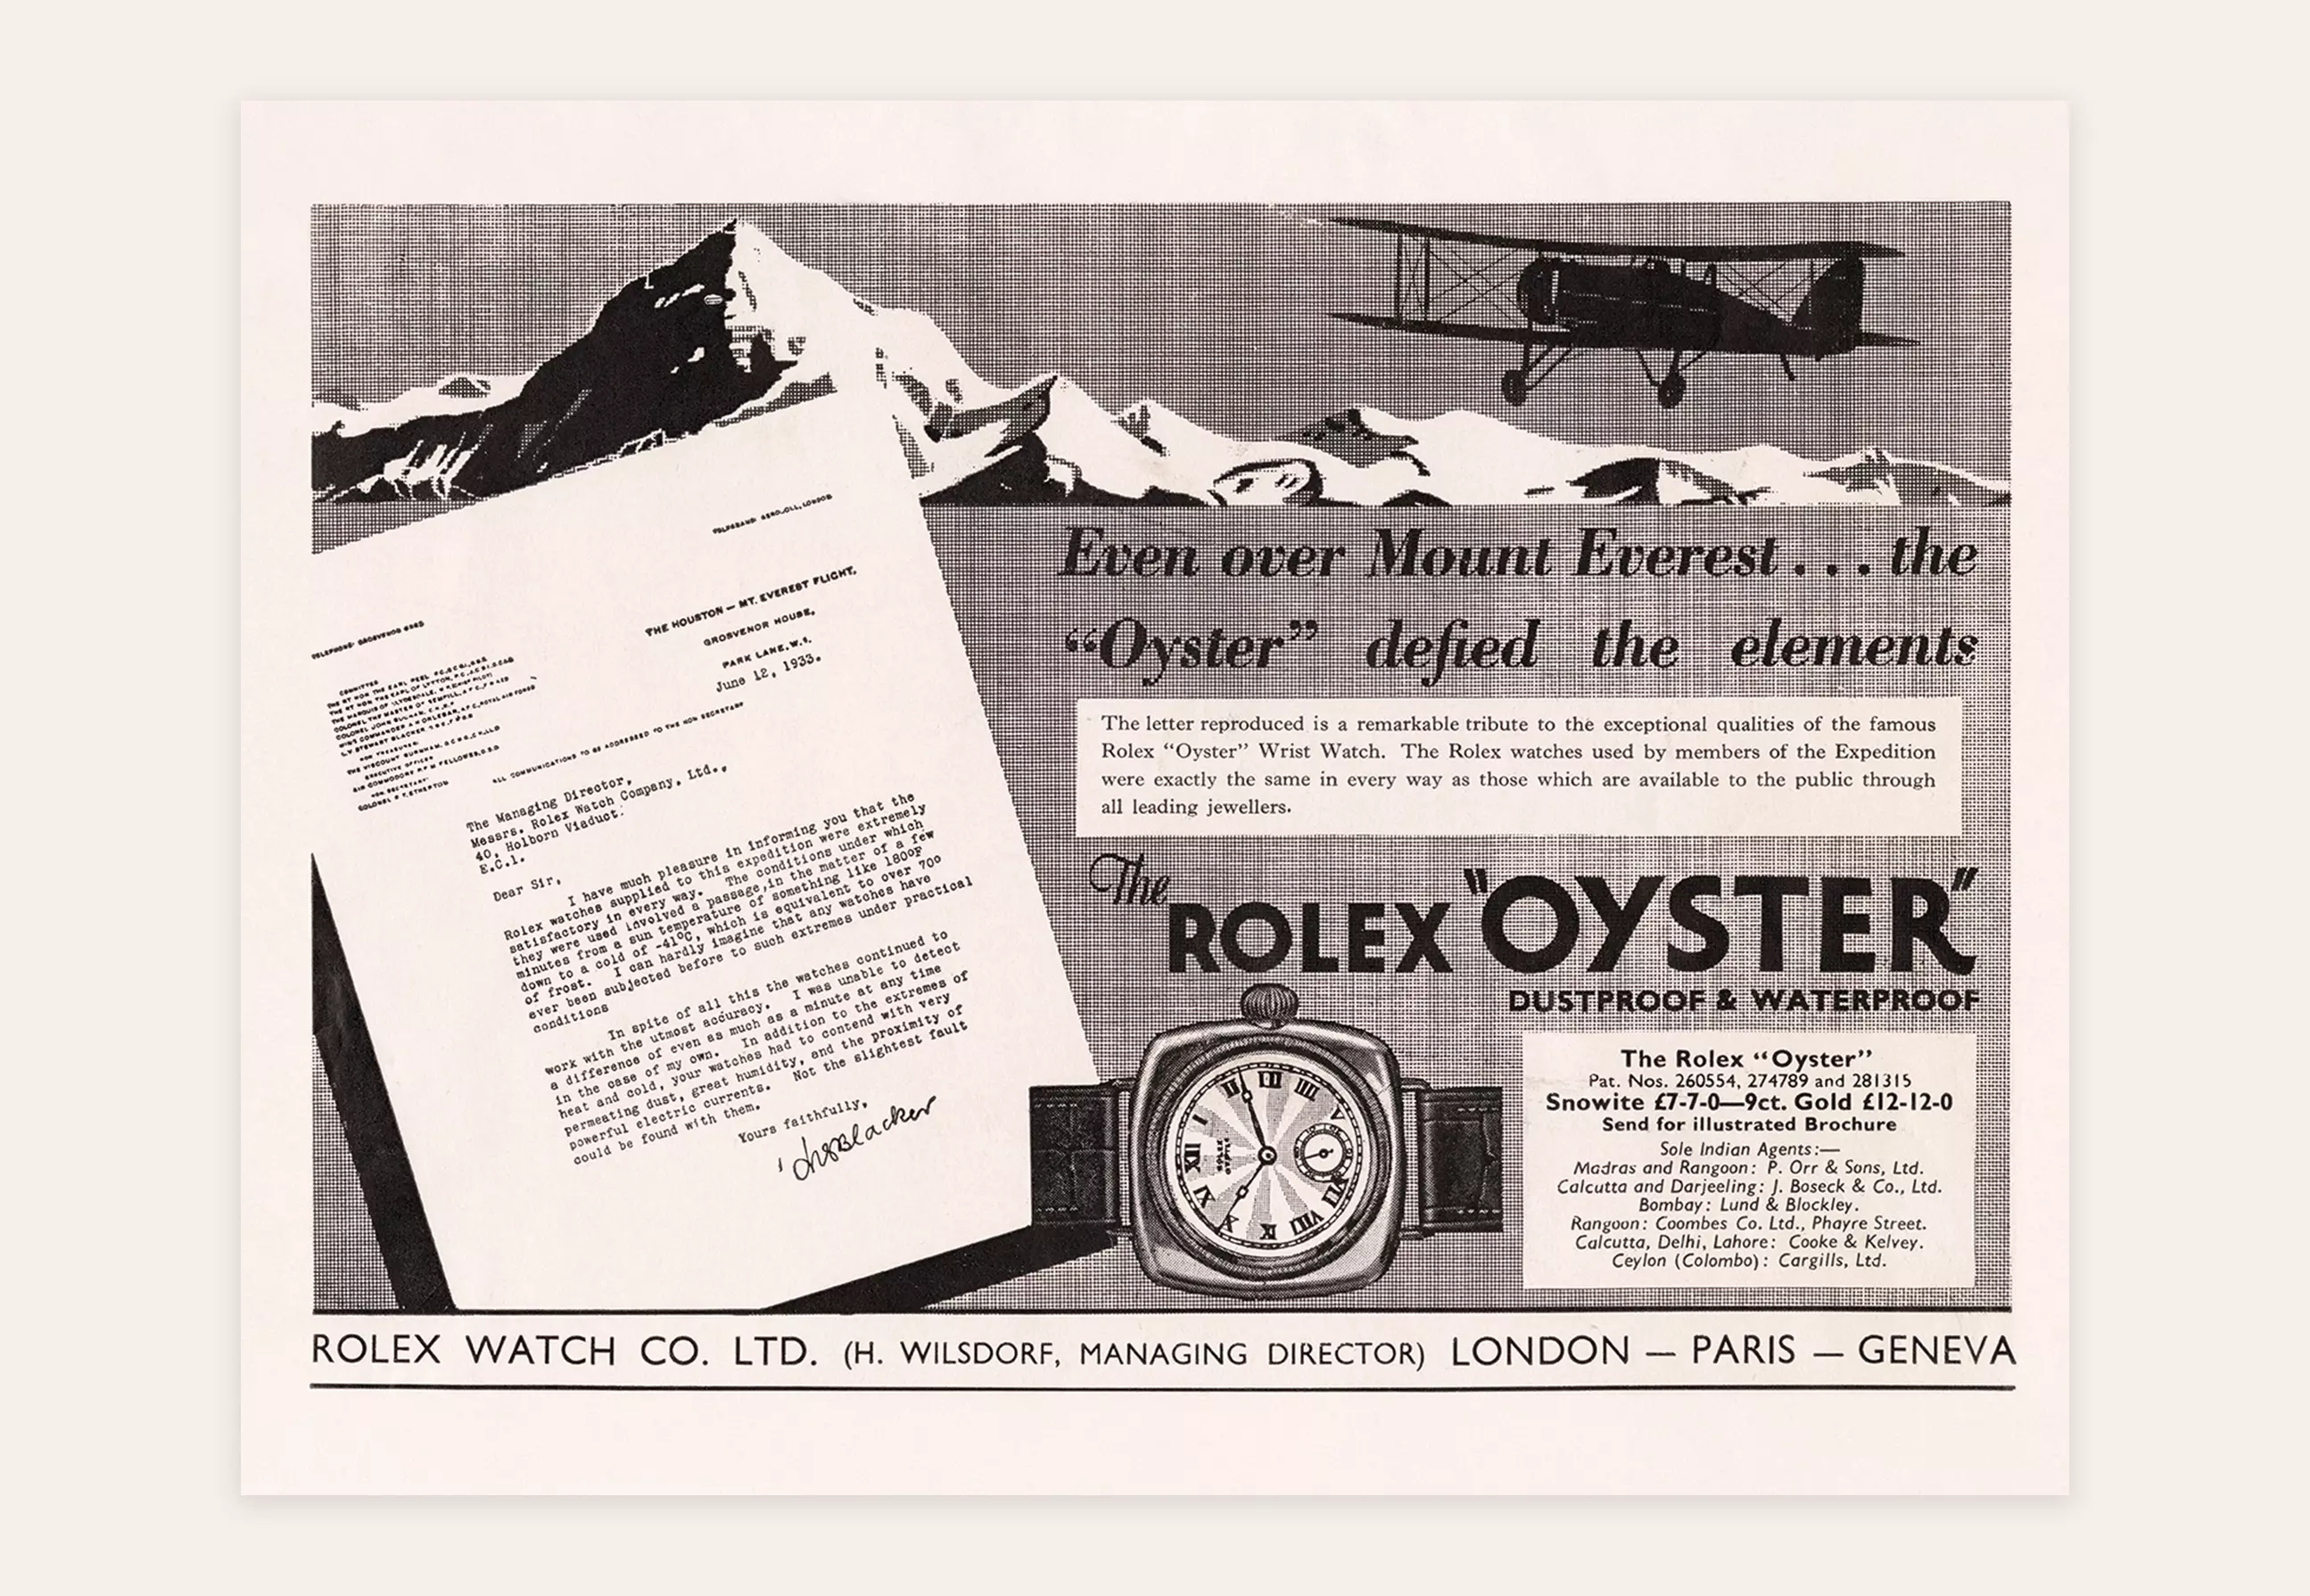 THE HOUSTON — MT. EVEREST FLIGHT,
GROSVENOR HOUSE,
PARK LANE, W.1.
June 12, 1933.
COMMITTEE
ALL COMMUNICATIONS TO BE ADDRESSED TO THE HON SECRETARY
The Managing Director,
Messrs. Rolex Watch Company, Ltd.,
40, Holborn Viaduct.
E.C.1.
Dear Sir,
I have much pleasure in informing you that the
Rolex watches supplied to this expedition were extremely
satisfactory in every way. The conditions under which
they were used involved a passage, in the matter of a few
minutes from a sun temperature of something like 180°F
down to a cold of -41°C, which is equivalent to over 70°
of frost. I can hardly imagine that any watches have
ever been subjected before to such extremes under practical
conditions
In spite of all this the watches continued to
work with the utmost accuracy. I was unable to detect
a difference of even as much as a minute at any time
in the case of my own. In addition to the extremes of
heat and cold, your watches had to contend with very
permeating dust, great humidity, and the proximity of
powerful electric currents. Not the slightest fault
could be found with them.
Yours faithfully,
Blacker
Even over Mount Everest... the
“Oyster” defied the elements
The letter reproduced is a remarkable tribute to the exceptional qualities of the famous
Rolex “Oyster” Wrist Watch. The Rolex watches used by members of the Expedition
were exactly the same in every way as those which are available to the public through
all leading jewellers.
The ROLEX "OYSTER"
DUSTPROOF & WATERPROOF
The Rolex “Oyster”
Pat. Nos. 260554, 274789 and 281315
Snowite £7-7-0—9ct. Gold £12-12-0
Send for illustrated Brochure
Sole Indian Agents:—
Madras and Rangoon: P. Orr & Sons, Ltd.
Calcutta and Darjeeling: J. Boseck & Co., Ltd.
Bombay: Lund & Blockley.
Rangoon: Coombes Co. Ltd., Phayre Street.
Calcutta, Delhi, Lahore: Cooke & Kelvey.
Ceylon (Colombo): Cargills, Ltd.
ROLEX WATCH CO. LTD. (H. WILSDORF, MANAGING DIRECTOR) LONDON — PARIS — GENEVA